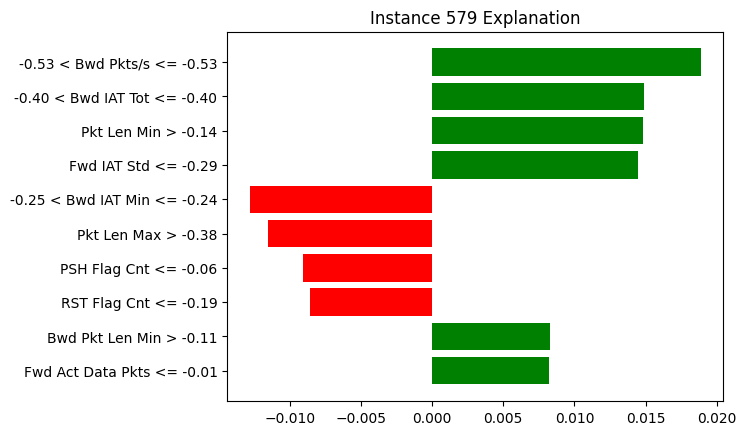 Instance 579 Explanation
-0.53 < Bwd Pkts/s <= -0.53
-0.40 < Bwd IAT Tot <= -0.40
Pkt Len Min > -0.14
Fwd IAT Std <= -0.29
-0.25 < Bwd IAT Min <= -0.24
Pkt Len Max > -0.38
PSH Flag Cnt <= -0.06
RST Flag Cnt <= -0.19
Bwd Pkt Len Min > -0.11
Fwd Act Data Pkts <= -0.01
−0.010 −0.005 0.000 0.005 0.010 0.015 0.020